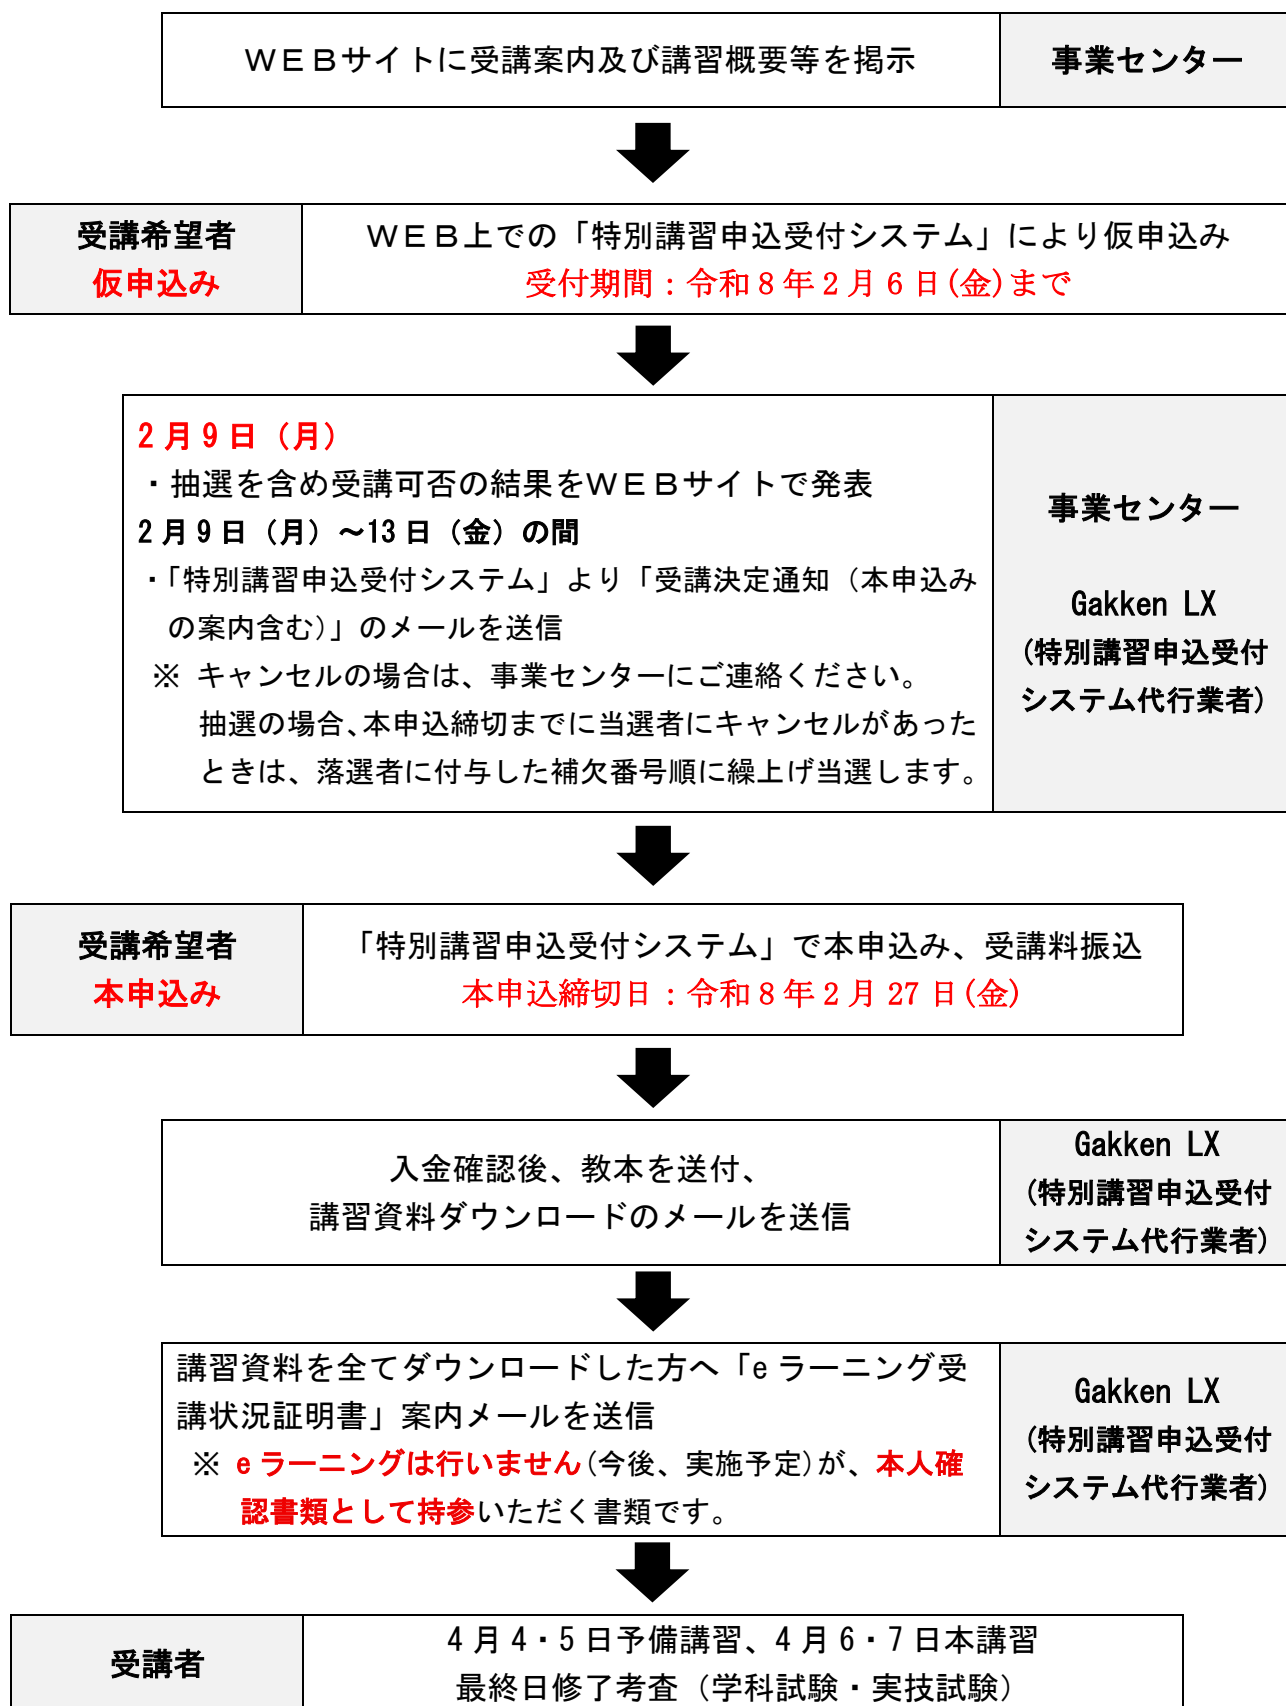 ＷＥＢサイトに受講案内及び講習概要等を掲示
事業センター
受講希望者
仮申込み
ＷＥＢ上での「特別講習申込受付システム」により仮申込み
受付期間：令和８年２月６日(金)まで
2月9日（月）
・抽選を含め受講可否の結果をＷＥＢサイトで発表
2月9日（月）～13日（金）の間
・「特別講習申込受付システム」より「受講決定通知（本申込み
の案内含む）」のメールを送信
※ キャンセルの場合は、事業センターにご連絡ください。
抽選の場合、本申込締切までに当選者にキャンセルがあった
ときは、落選者に付与した補欠番号順に繰上げ当選します。
事業センター
Gakken LX
(特別講習申込受付
システム代行業者)
受講希望者
本申込み
「特別講習申込受付システム」で本申込み、受講料振込
本申込締切日：令和８年２月27日(金)
入金確認後、教本を送付、
講習資料ダウンロードのメールを送信
Gakken LX
(特別講習申込受付
システム代行業者)
講習資料を全てダウンロードした方へ「eラーニング受
講状況証明書」案内メールを送信
※ eラーニングは行いません(今後、実施予定)が、本人確
認書類として持参いただく書類です。
Gakken LX
(特別講習申込受付
システム代行業者)
受講者
4月4・5日予備講習、4月6・7日本講習
最終日修了考査（学科試験・実技試験）